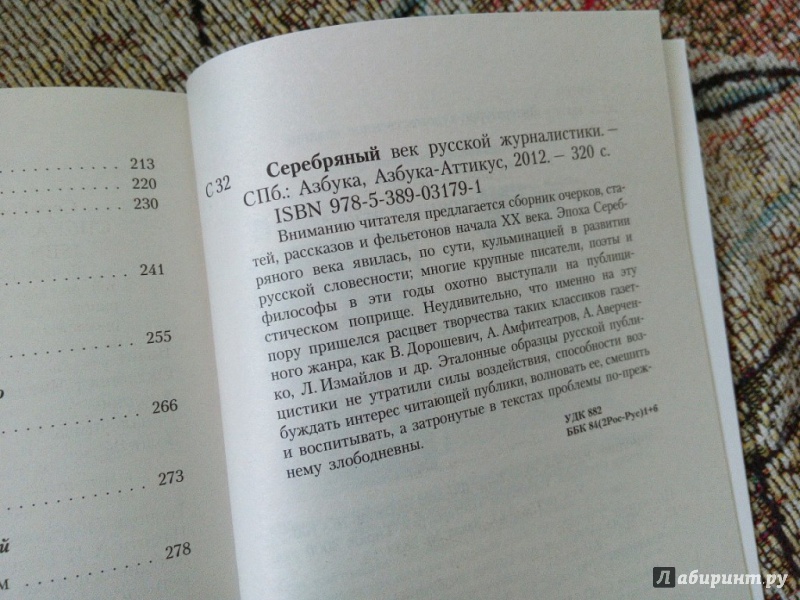 213
220
230
241
255
о
266
273
й
278
м
С 32
Серебряный век русской журналистики. –
СПб.: Азбука, Азбука-Аттикус, 2012. – 320 с.
ISBN 978-5-389-03179-1
Вниманию читателя предлагается сборник очерков, ста-
тей, рассказов и фельетонов начала XX века. Эпоха Сереб-
ряного века явилась, по сути, кульминацией в развитии
русской словесности; многие крупные писатели, поэты и
философы в эти годы охотно выступали на публици-
стическом поприще. Неудивительно, что именно на эту
пору пришелся расцвет творчества таких классиков газет-
ного жанра, как В. Дорошевич, А. Амфитеатров, А. Аверчен-
ко, Л. Измайлов и др. Эталонные образцы русской публи-
цистики не утратили силы воздействия, способности воз-
буждать интерес читающей публики, волновать ее, смешить
и воспитывать, а затронутые в текстах проблемы по-преж-
нему злободневны.
УДК 882
ББК 84(2Рос-Рус)1+6
Лабиринт.ру